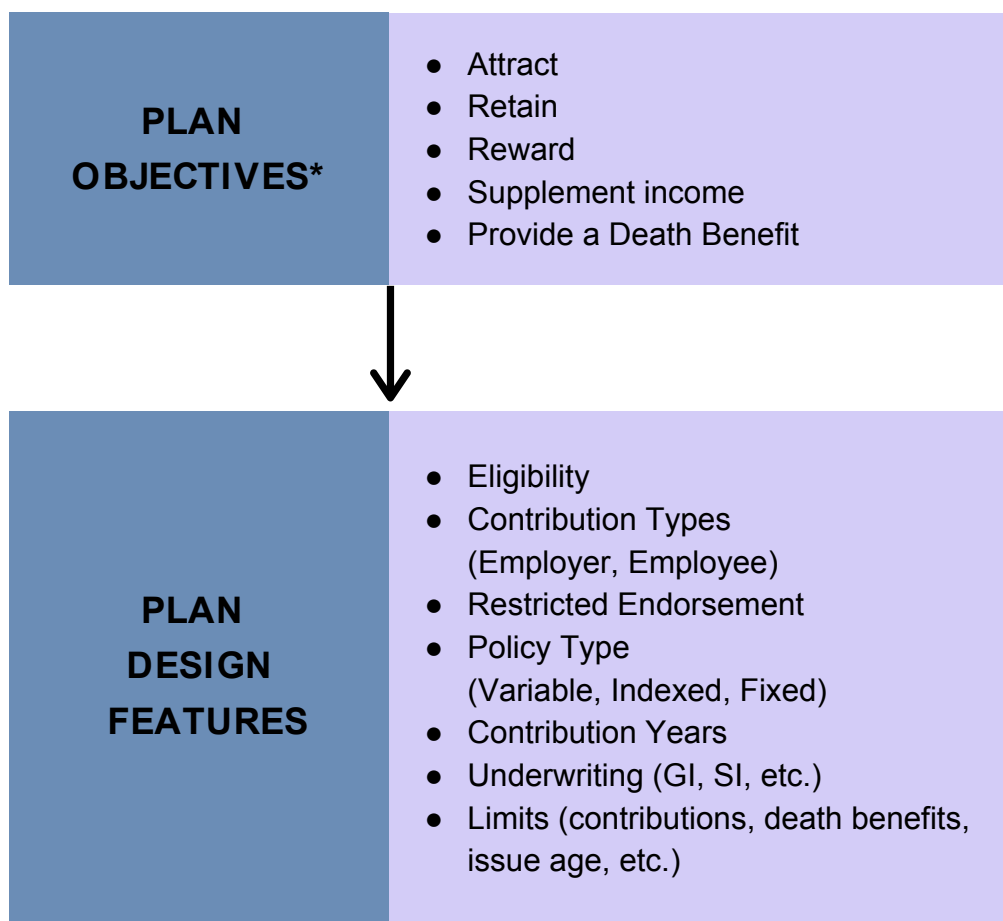 PLAN
OBJECTIVES*
● Attract
● Retain
● Reward
● Supplement income
● Provide a Death Benefit
PLAN
DESIGN
FEATURES
● Eligibility
● Contribution Types
(Employer, Employee)
● Restricted Endorsement
● Policy Type
(Variable, Indexed, Fixed)
● Contribution Years
● Underwriting (GI, SI, etc.)
● Limits (contributions, death benefits,
issue age, etc.)